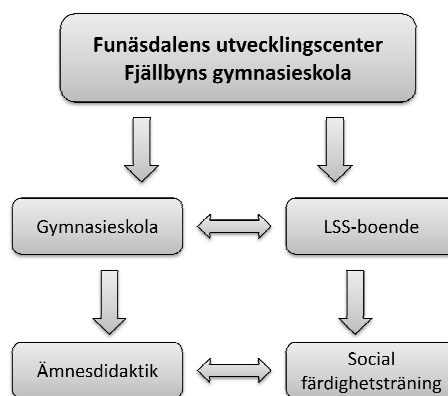 Funäsdalens utvecklingscenter
Fjällbyns gymnasieskola
Gymnasieskola
LSS-boende
Ämnesdidaktik
Social
färdighetsträning